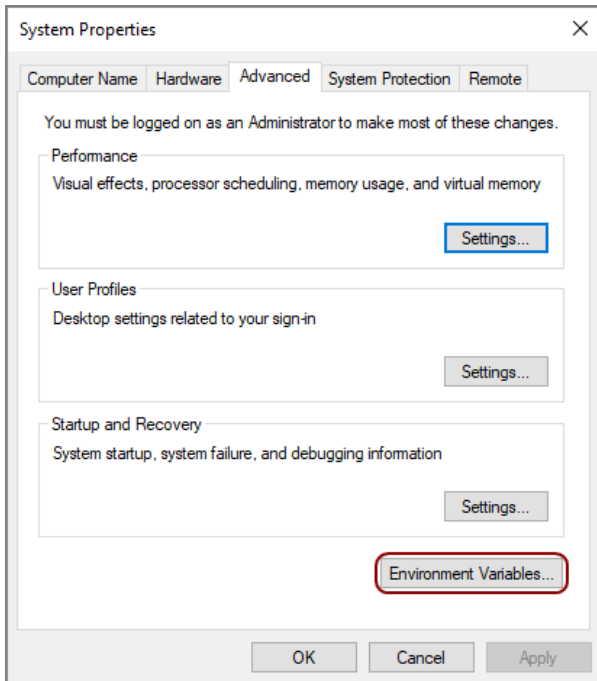 System Properties
Computer Name Hardware Advanced System Protection Remote
You must be logged on as an Administrator to make most of these changes.
Performance
Visual effects, processor scheduling, memory usage, and virtual memory
Settings...
User Profiles
Desktop settings related to your sign-in
Settings...
Startup and Recovery
System startup, system failure, and debugging information
Settings...
Environment Variables...
OK Cancel Apply